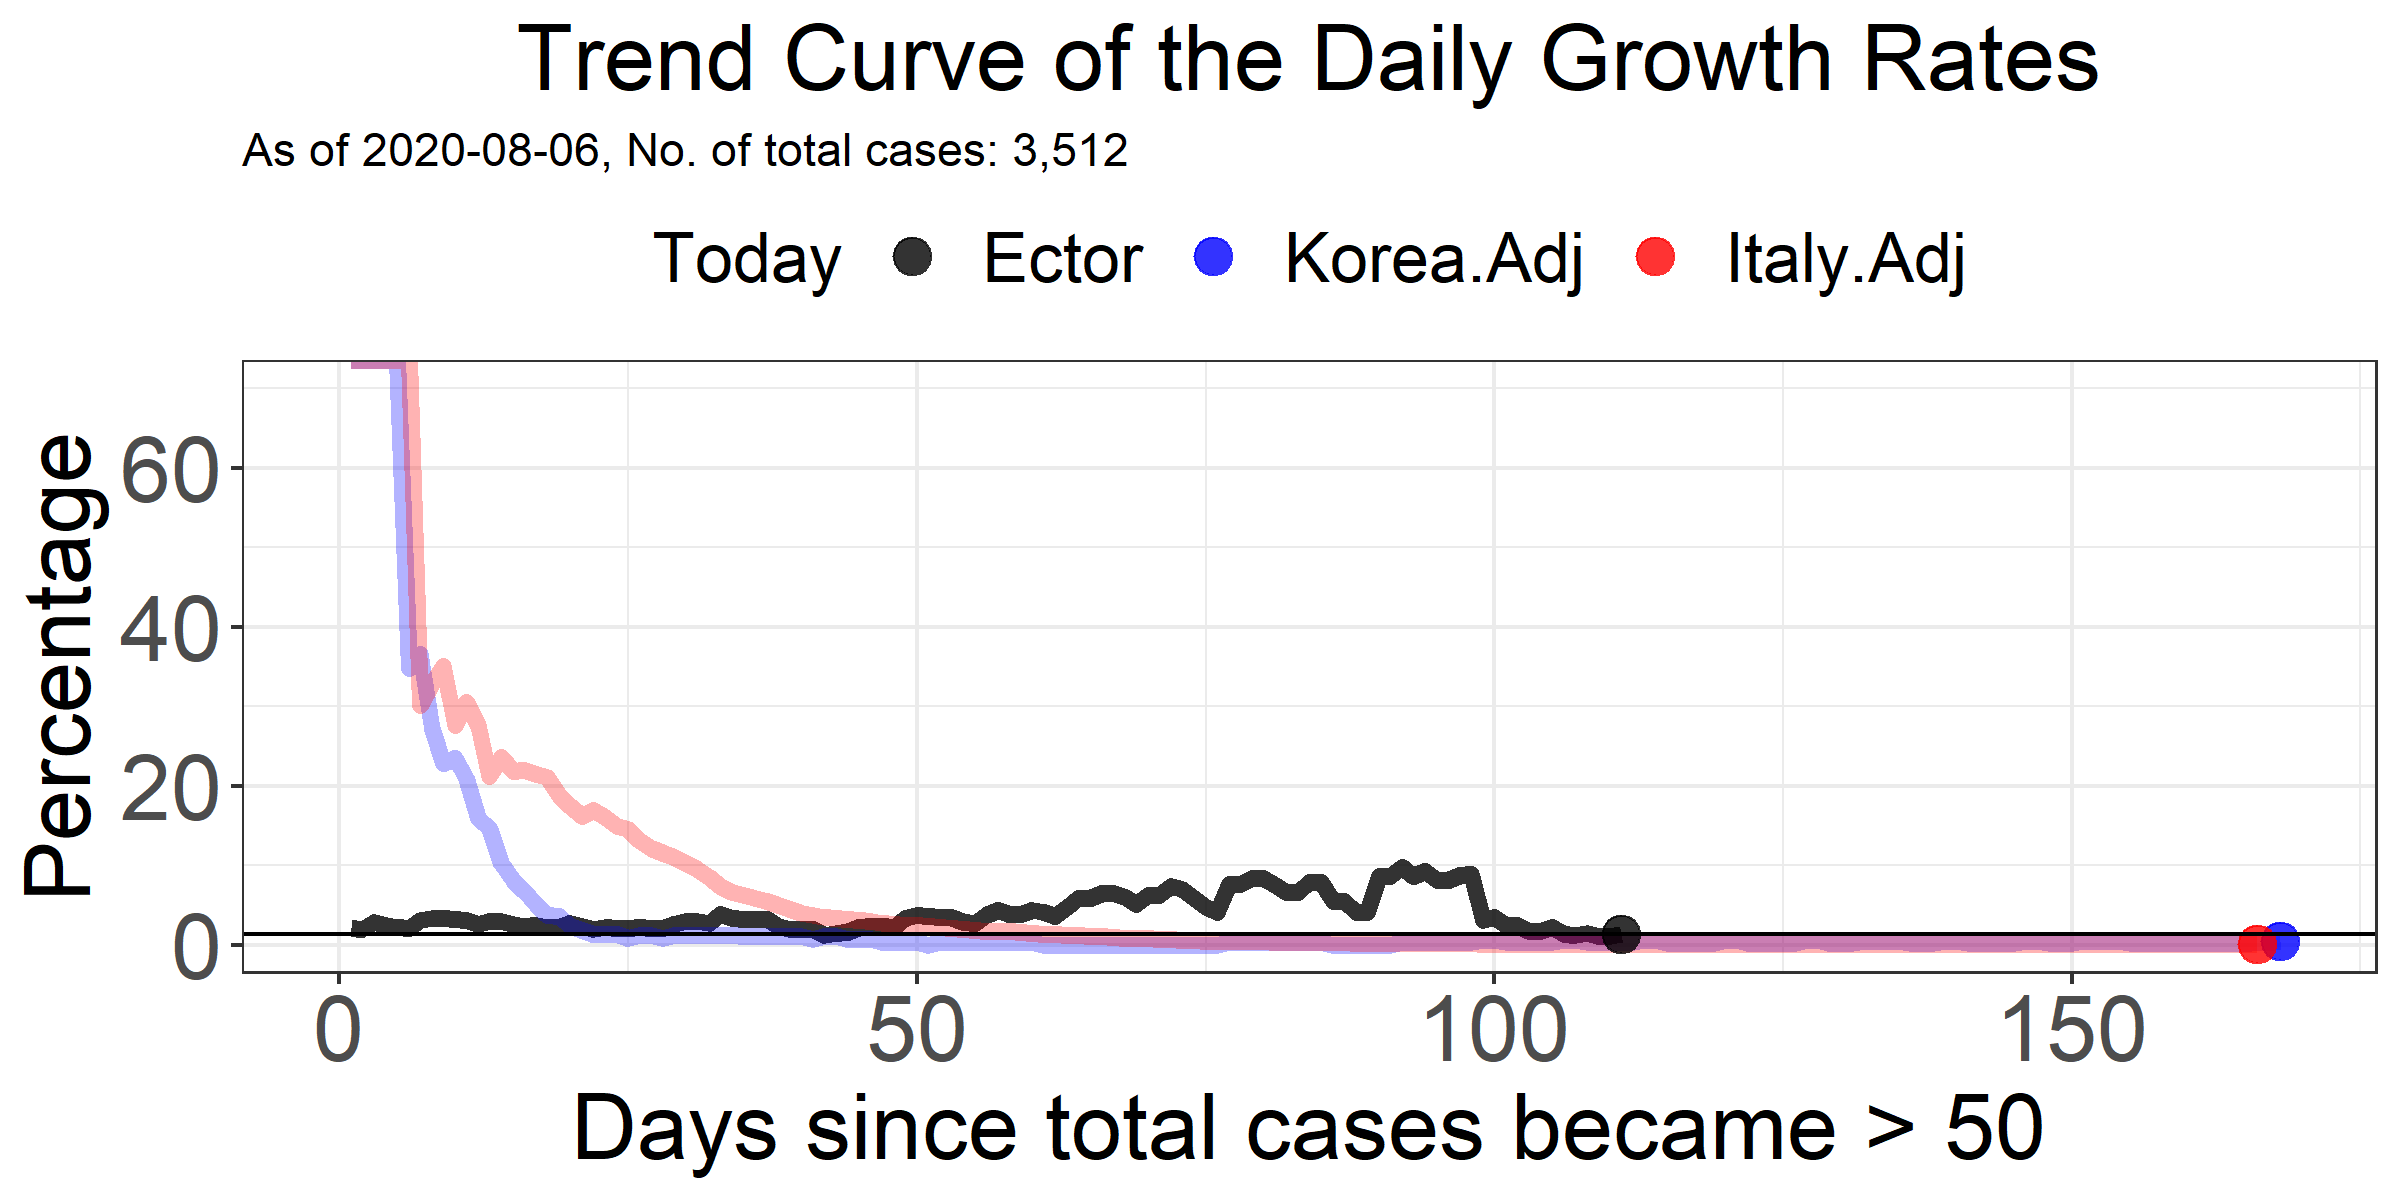 Trend Curve of the Daily Growth Rates
As of 2020-08-06, No. of total cases: 3,512
Today Ector Korea.Adj Italy.Adj
Percentage
60
40
20
0
0 50 100 150
Days since total cases became > 50